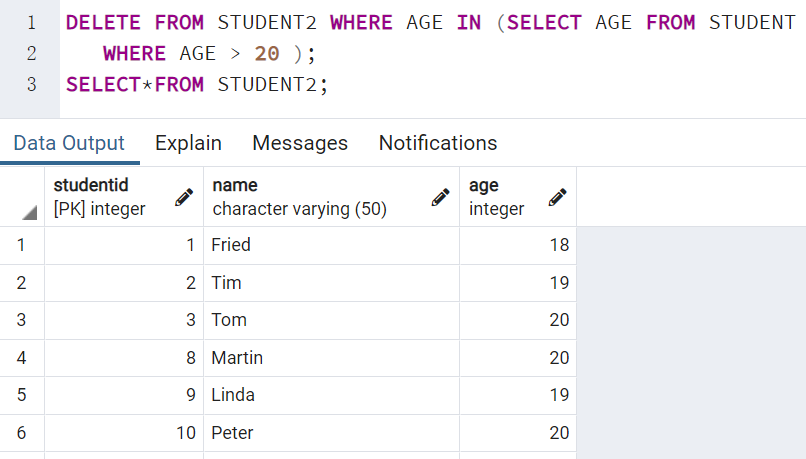 1 DELETE FROM STUDENT2 WHERE AGE IN (SELECT AGE FROM STUDENT
2 WHERE AGE > 20 );
3 SELECT*FROM STUDENT2;
Data Output Explain Messages Notifications
studentid name age
[PK] integer character varying (50) integer
1 1 Fried 18
2 2 Tim 19
3 3 Tom 20
4 8 Martin 20
5 9 Linda 19
6 10 Peter 20